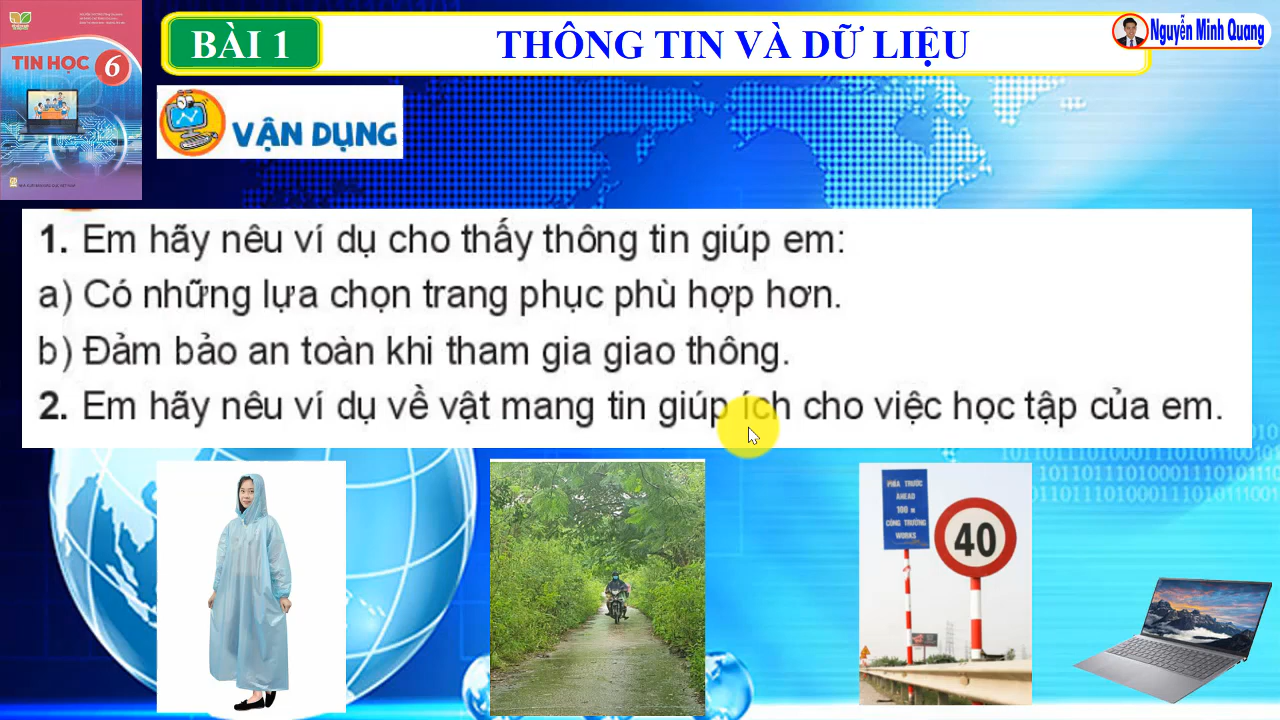 BÀI 1
THÔNG TIN VÀ DỮ LIỆU
Nguyễn Minh Quang
TIN HỌC 6
VẬN DỤNG
1. Em hãy nêu ví dụ cho thấy thông tin giúp em:
a) Có những lựa chọn trang phục phù hợp hơn.
b) Đảm bảo an toàn khi tham gia giao thông.
2. Em hãy nêu ví dụ về vật mang tin giúp ích cho việc học tập của em.
PHÍA TRƯỚC
AHEAD
100 M
CÔNG TRƯỜNG
WORKS
40